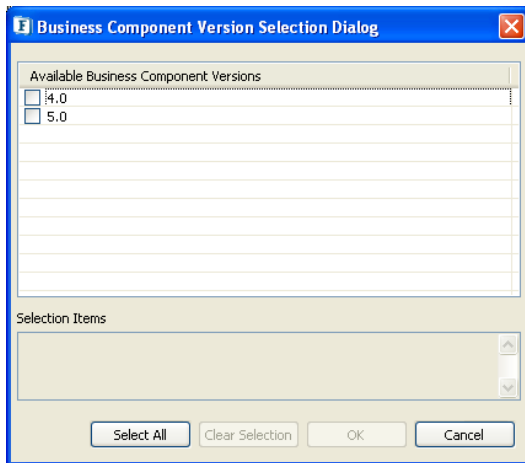 Business Component Version Selection Dialog
Available Business Component Versions
4.0
5.0
Selection Items
Select All
Clear Selection
OK
Cancel